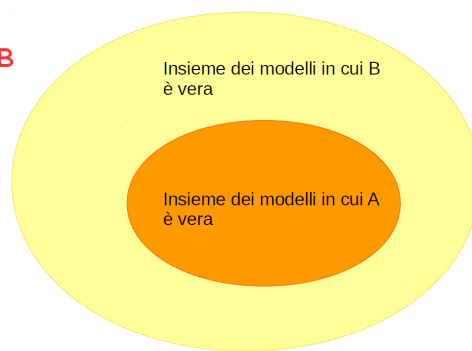 B
Insieme dei modelli in cui B
è vera
Insieme dei modelli in cui A
è vera